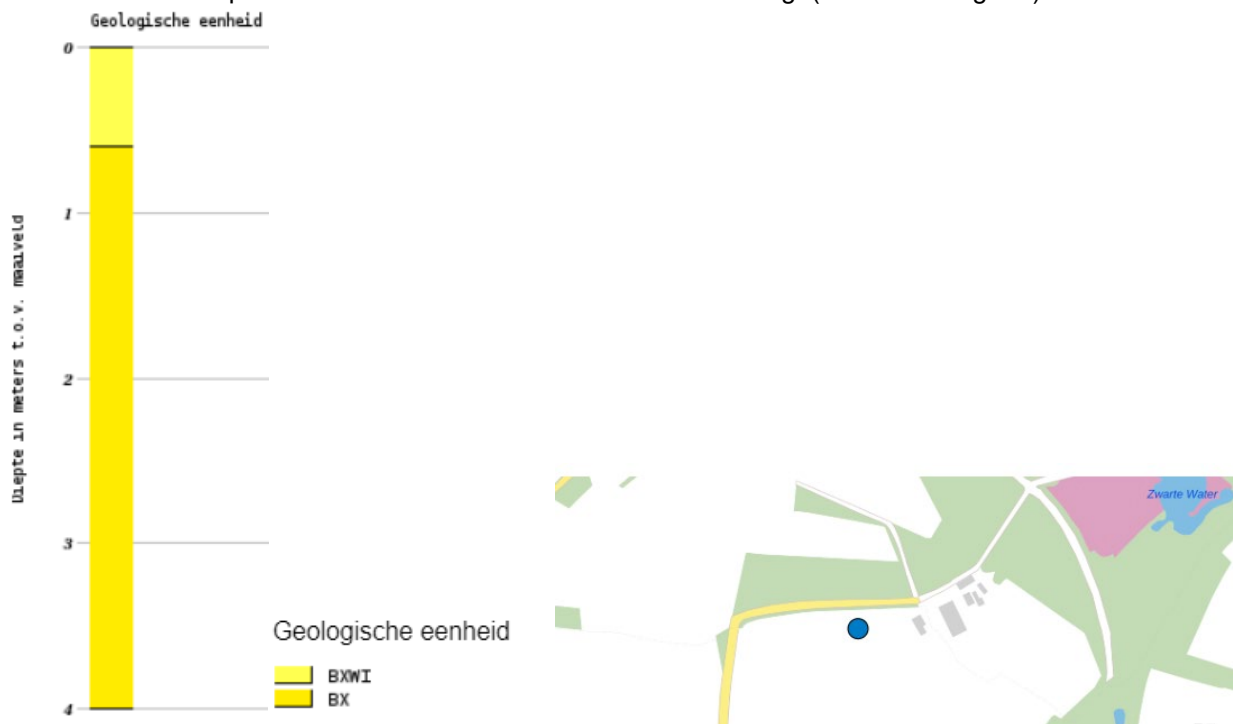 Geologische eenheid
0
1
2
3
4
Diepte in meters t.o.v. maaiveld
Geologische eenheid
BXWI
BX
Zwarte Water